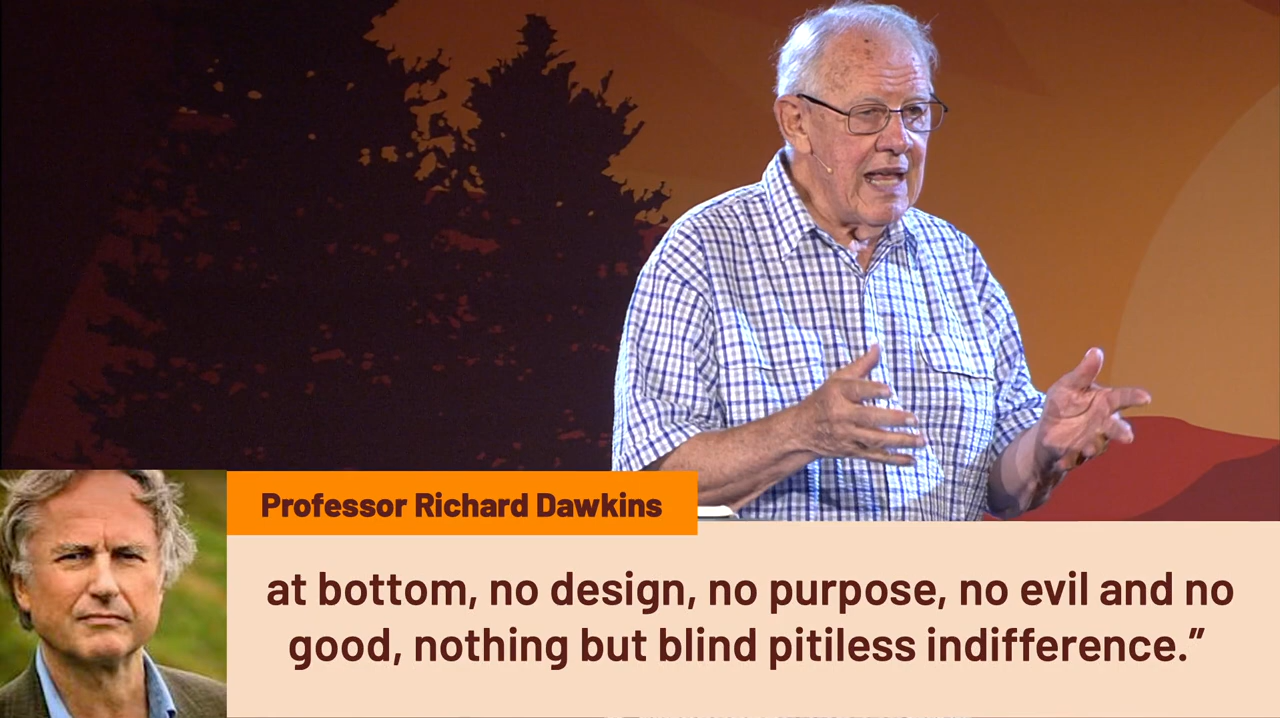 Professor Richard Dawkins
at bottom, no design, no purpose, no evil and no
good, nothing but blind pitiless indifference.”